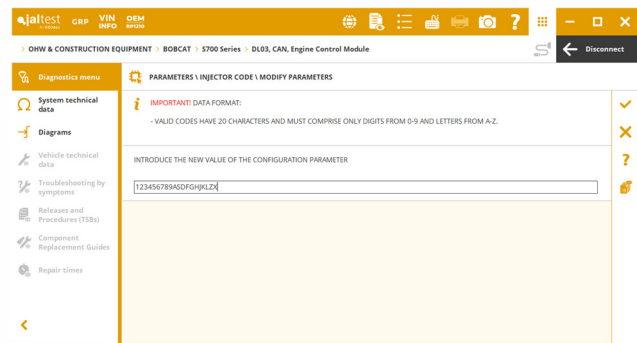 jaltest
GRP
VIN
INFO
OEM
> OHW & CONSTRUCTION EQUIPMENT > BOBCAT > S700 Series > DL03, CAN, Engine Control Module
Disconnect
Diagnostics menu
PARAMETERS \ INJECTOR CODE \ MODIFY PARAMETERS
System technical
data
Diagrams
Vehicle technical
data
Troubleshooting by
symptoms
Releases and
Procedures (TSBs)
Component
Replacement Guides
Repair times
IMPORTANT! DATA FORMAT:
- VALID CODES HAVE 20 CHARACTERS AND MUST COMPRISE ONLY DIGITS FROM 0-9 AND LETTERS FROM A-Z.
INTRODUCE THE NEW VALUE OF THE CONFIGURATION PARAMETER
123456789ASDFGHJKLZX